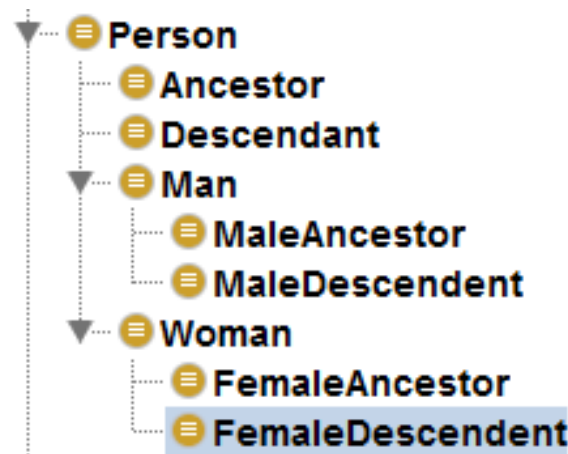 Person
Ancestor
Descendant
Man
MaleAncestor
MaleDescendent
Woman
FemaleAncestor
FemaleDescendent